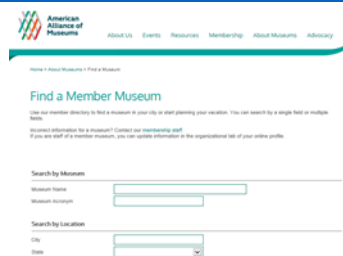 American
Alliance of
Museums
About Us Events Resources Membership About Museums Advocacy
Home > About Museums > Find a Museum
Find a Member Museum
Use our member directory to find a museum in your city or start planning your vacation. You can search by a single field or multiple
fields.
Incorrect information for a museum? Contact our membership staff.
If you are staff of a member museum, you can update information in the organizational tab of your online profile.
Search by Museum
Museum Name
Museum Acronym
Search by Location
City
State